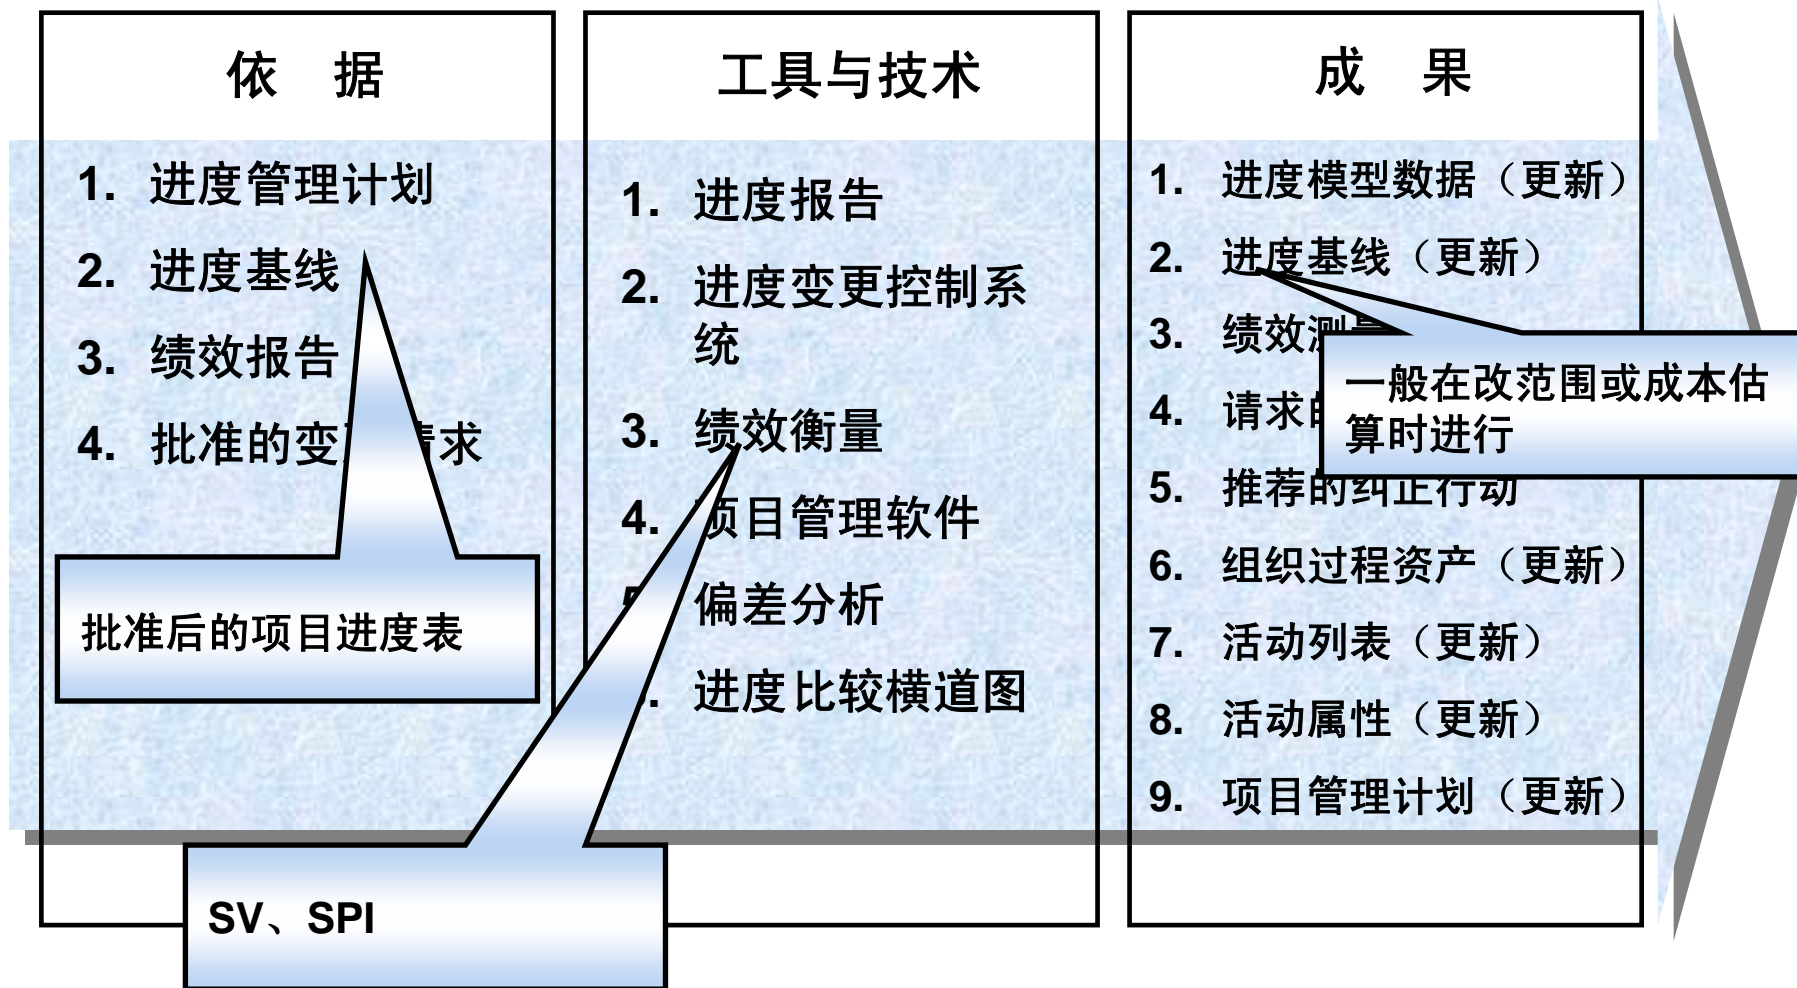 依 据
1. 进度管理计划
2. 进度基线
3. 绩效报告
4. 批准的变 请求
批准后的项目进度表
工具与技术
1. 进度报告
2. 进度变更控制系
统
3. 绩效衡量
4. 项目管理软件
偏差分析
进度比较横道图
SV、SPI
成 果
1. 进度模型数据（更新）
2. 进度基线（更新）
3. 绩效测量
4. 请求的
5. 推荐的纠正行动
6. 组织过程资产（更新）
7. 活动列表（更新）
8. 活动属性（更新）
9. 项目管理计划（更新）
一般在改范围或成本估
算时进行